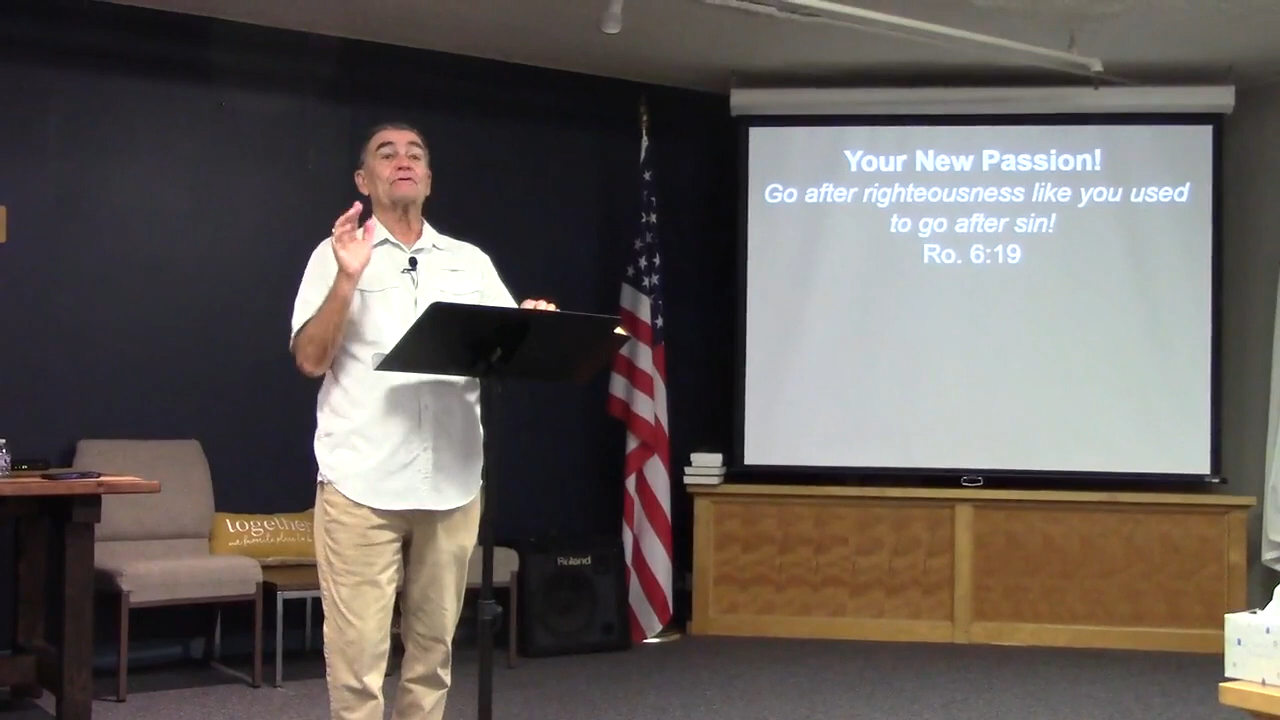 Your New Passion!
Go after righteousness like you used
to go after sin!
Ro. 6:19
together
Roland